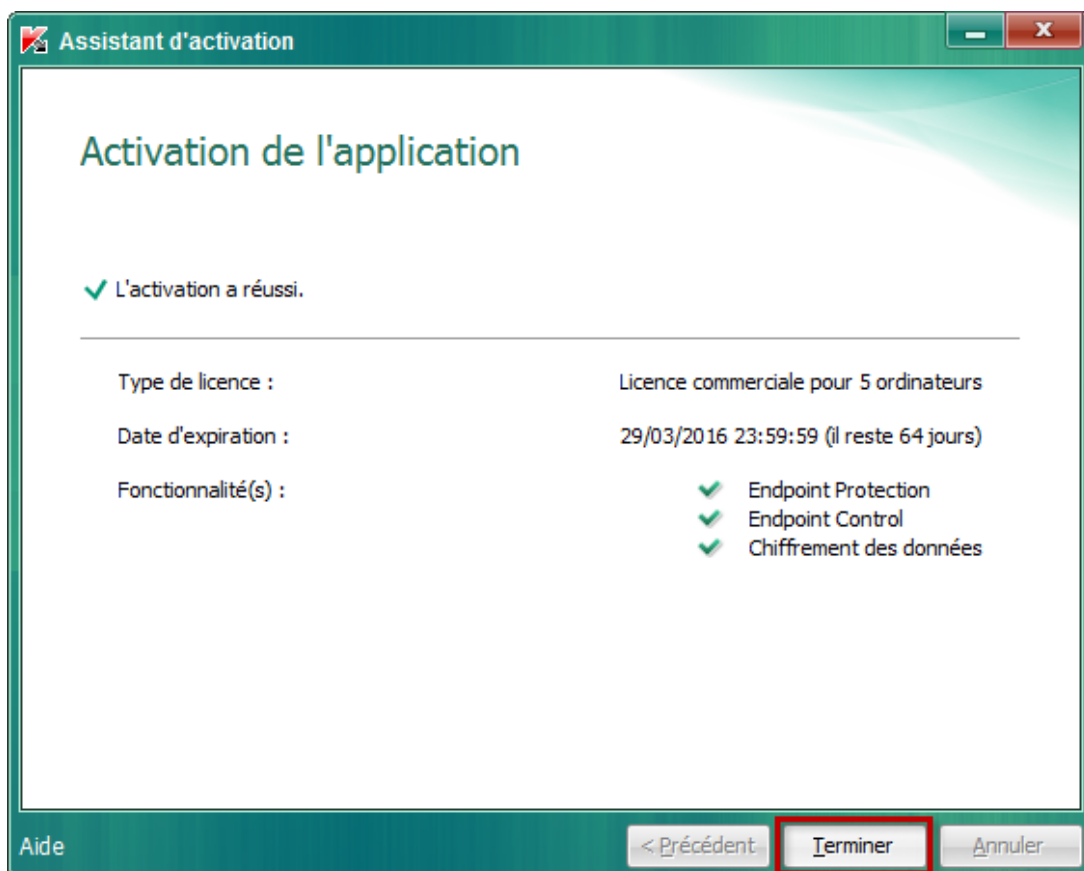 Assistant d'activation
Activation de l'application
L'activation a réussi.
Type de licence : Licence commerciale pour 5 ordinateurs
Date d'expiration : 29/03/2016 23:59:59 (il reste 64 jours)
Fonctionnalité(s) : Endpoint Protection
Endpoint Control
Chiffrement des données
Aide < Précédent Terminer Annuler